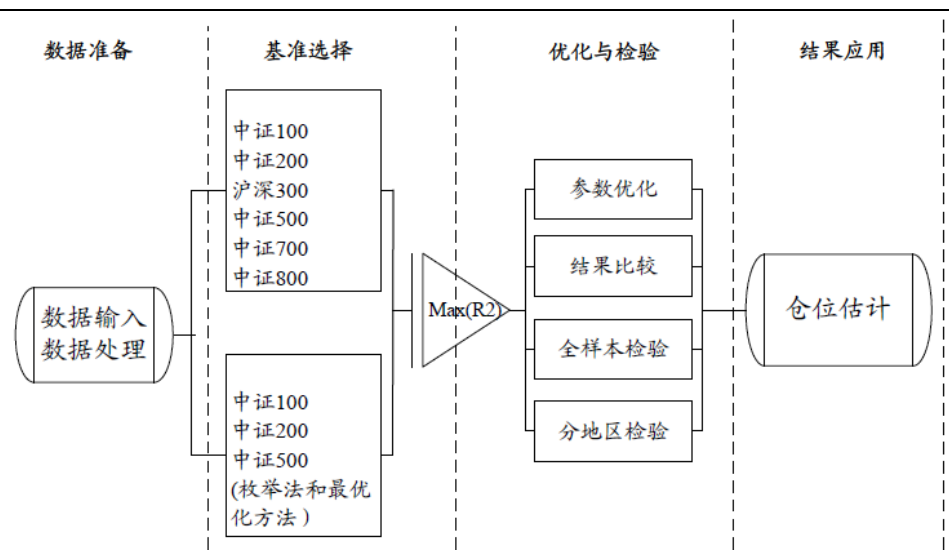 数据准备
基准选择
优化与检验
结果应用
数据输入
数据处理
中证100
中证200
沪深300
中证500
中证700
中证800
中证100
中证200
中证500
(枚举法和最优
化方法）
Max(R2)
参数优化
结果比较
全样本检验
分地区检验
仓位估计